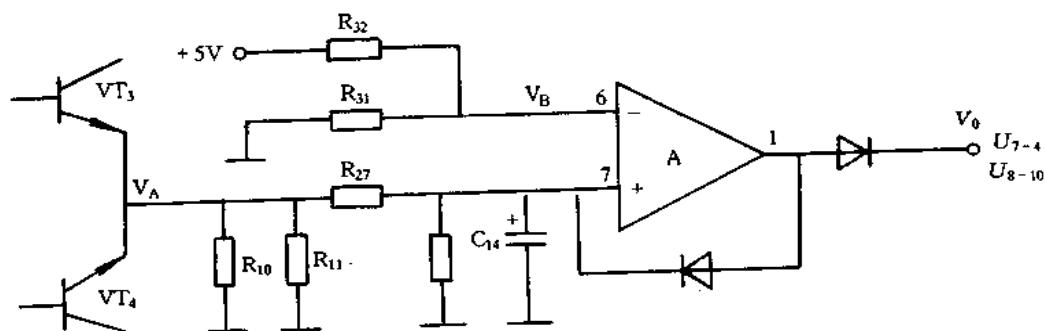 R32
+5V
VT3
R31
VB
6
−
1
V0
U7-4
U8-10
A
R27
7
+
VA
+
C14
R10
R11
VT4